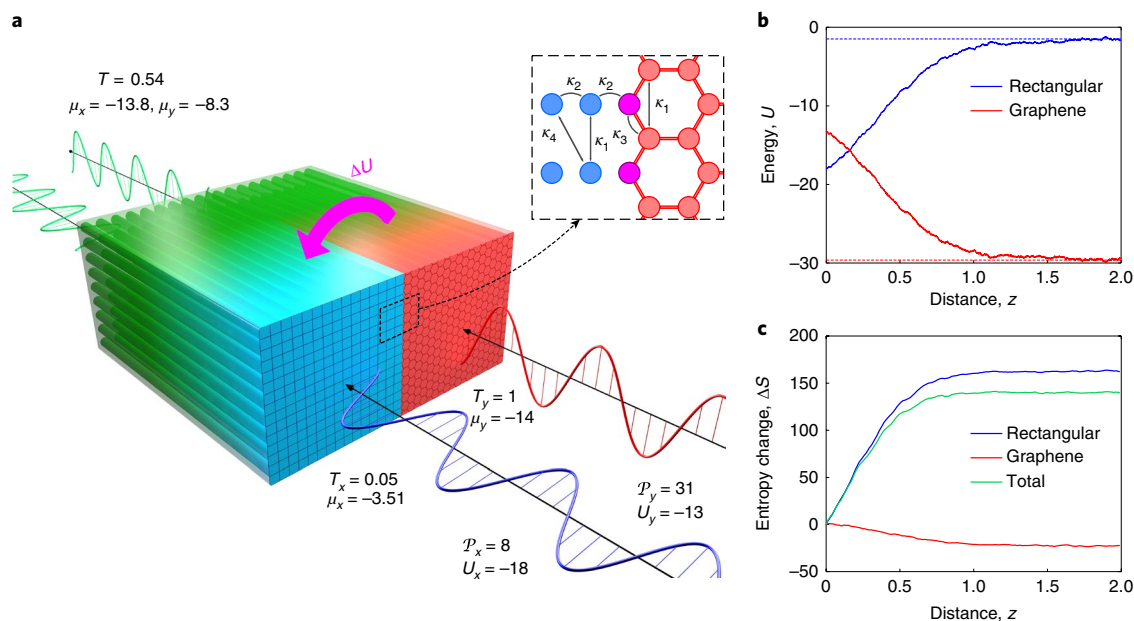 a
T = 0.54
μx = −13.8, μy = −8.3
ΔU
κ2
κ2
κ4
κ1
κ3
κ1
Ty = 1
μy = −14
Tx = 0.05
μx = −3.51
𝒫y = 31
Uy = −13
𝒫x = 8
Ux = −18
b
Energy, U
0
−10
−20
−30
Rectangular
Graphene
0
0.5
1.0
1.5
2.0
Distance, z
c
Entropy change, ΔS
200
150
100
50
0
−50
Rectangular
Graphene
Total
0
0.5
1.0
1.5
2.0
Distance, z